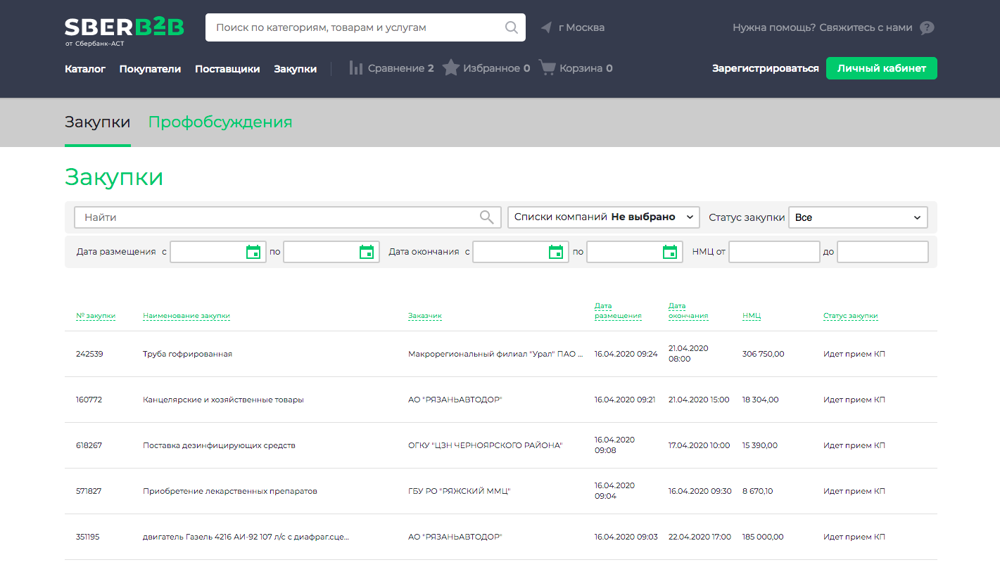 SBERB2B
от Сбербанк-АСТ
Поиск по категориям, товарам и услугам
г Москва
Нужна помощь? Свяжитесь с нами ?
Каталог Покупатели Поставщики Закупки Сравнение 2 Избранное 0 Корзина 0 Зарегистрироваться Личный кабинет
Закупки Профобсуждения
Закупки
Найти Списки компаний Не выбрано Статус закупки Все
Дата размещения с по Дата окончания с по НМЦ от до
№ закупки Наименование закупки Заказчик Дата размещения Дата окончания НМЦ Статус закупки
242539 Труба гофрированная Макрорегиональный филиал "Урал" ПАО ... 16.04.2020 09:24 21.04.2020 08:00 306 750,00 Идет прием КП
160772 Канцелярские и хозяйственные товары АО "РЯЗАНЬАВТОДОР" 16.04.2020 09:21 21.04.2020 15:00 18 304,00 Идет прием КП
618267 Поставка дезинфицирующих средств ОГКУ "ЦЗН ЧЕРНОЯРСКОГО РАЙОНА" 16.04.2020 09:08 17.04.2020 10:00 15 390,00 Идет прием КП
571827 Приобретение лекарственных препаратов ГБУ РО "РЯЖСКИЙ ММЦ" 16.04.2020 09:04 16.04.2020 09:30 8 670,10 Идет прием КП
351195 двигатель Газель 4216 АИ-92 107 л/с с диафраг.сце... АО "РЯЗАНЬАВТОДОР" 16.04.2020 09:03 22.04.2020 17:00 185 000,00 Идет прием КП